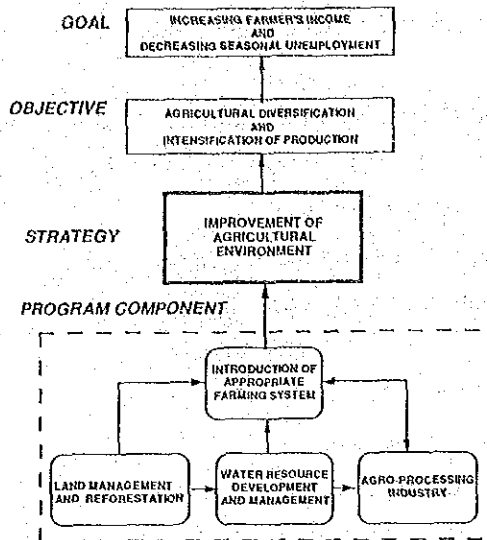 GOAL
INCREASING FARMER'S INCOME
AND
DECREASING SEASONAL UNEMPLOYMENT
OBJECTIVE
AGRICULTURAL DIVERSIFICATION
AND
INTENSIFICATION OF PRODUCTION
STRATEGY
IMPROVEMENT OF
AGRICULTURAL
ENVIRONMENT
PROGRAM COMPONENT
INTRODUCTION OF
APPROPRIATE
FARMING SYSTEM
LAND MANAGEMENT
AND REFORESTATION
WATER RESOURCE
DEVELOPMENT
AND MANAGEMENT
AGRO-PROCESSING
INDUSTRY